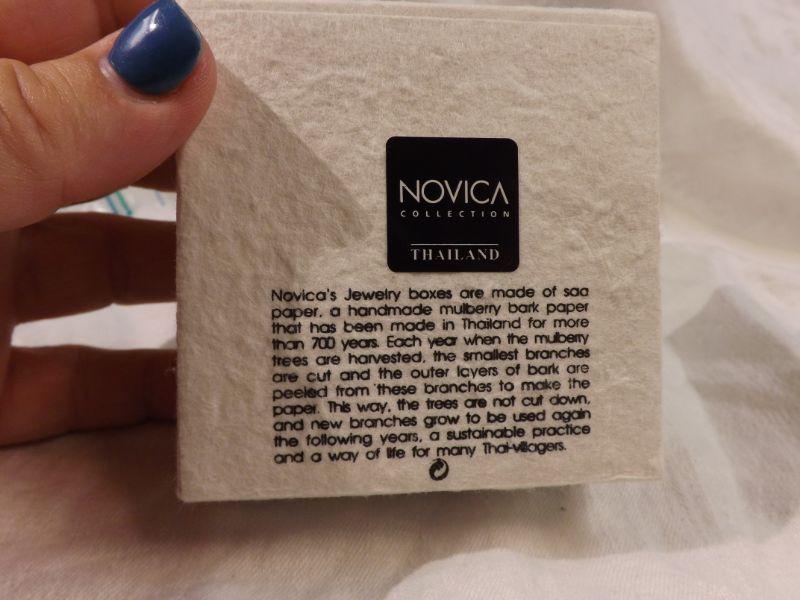 NOVICA
COLLECTION
THAILAND
Novica's Jewelry boxes are made of saa
paper, a handmade mulberry bark paper
that has been made in Thailand for more
than 700 years. Each year when the mulberry
trees are harvested, the smallest branches
are cut and the outer layers of bark are
peeled from these branches to make the
paper. This way, the trees are not cut down,
and new branches grow to be used again
the following years, a sustainable practice
and a way of life for many Thai-villagers.